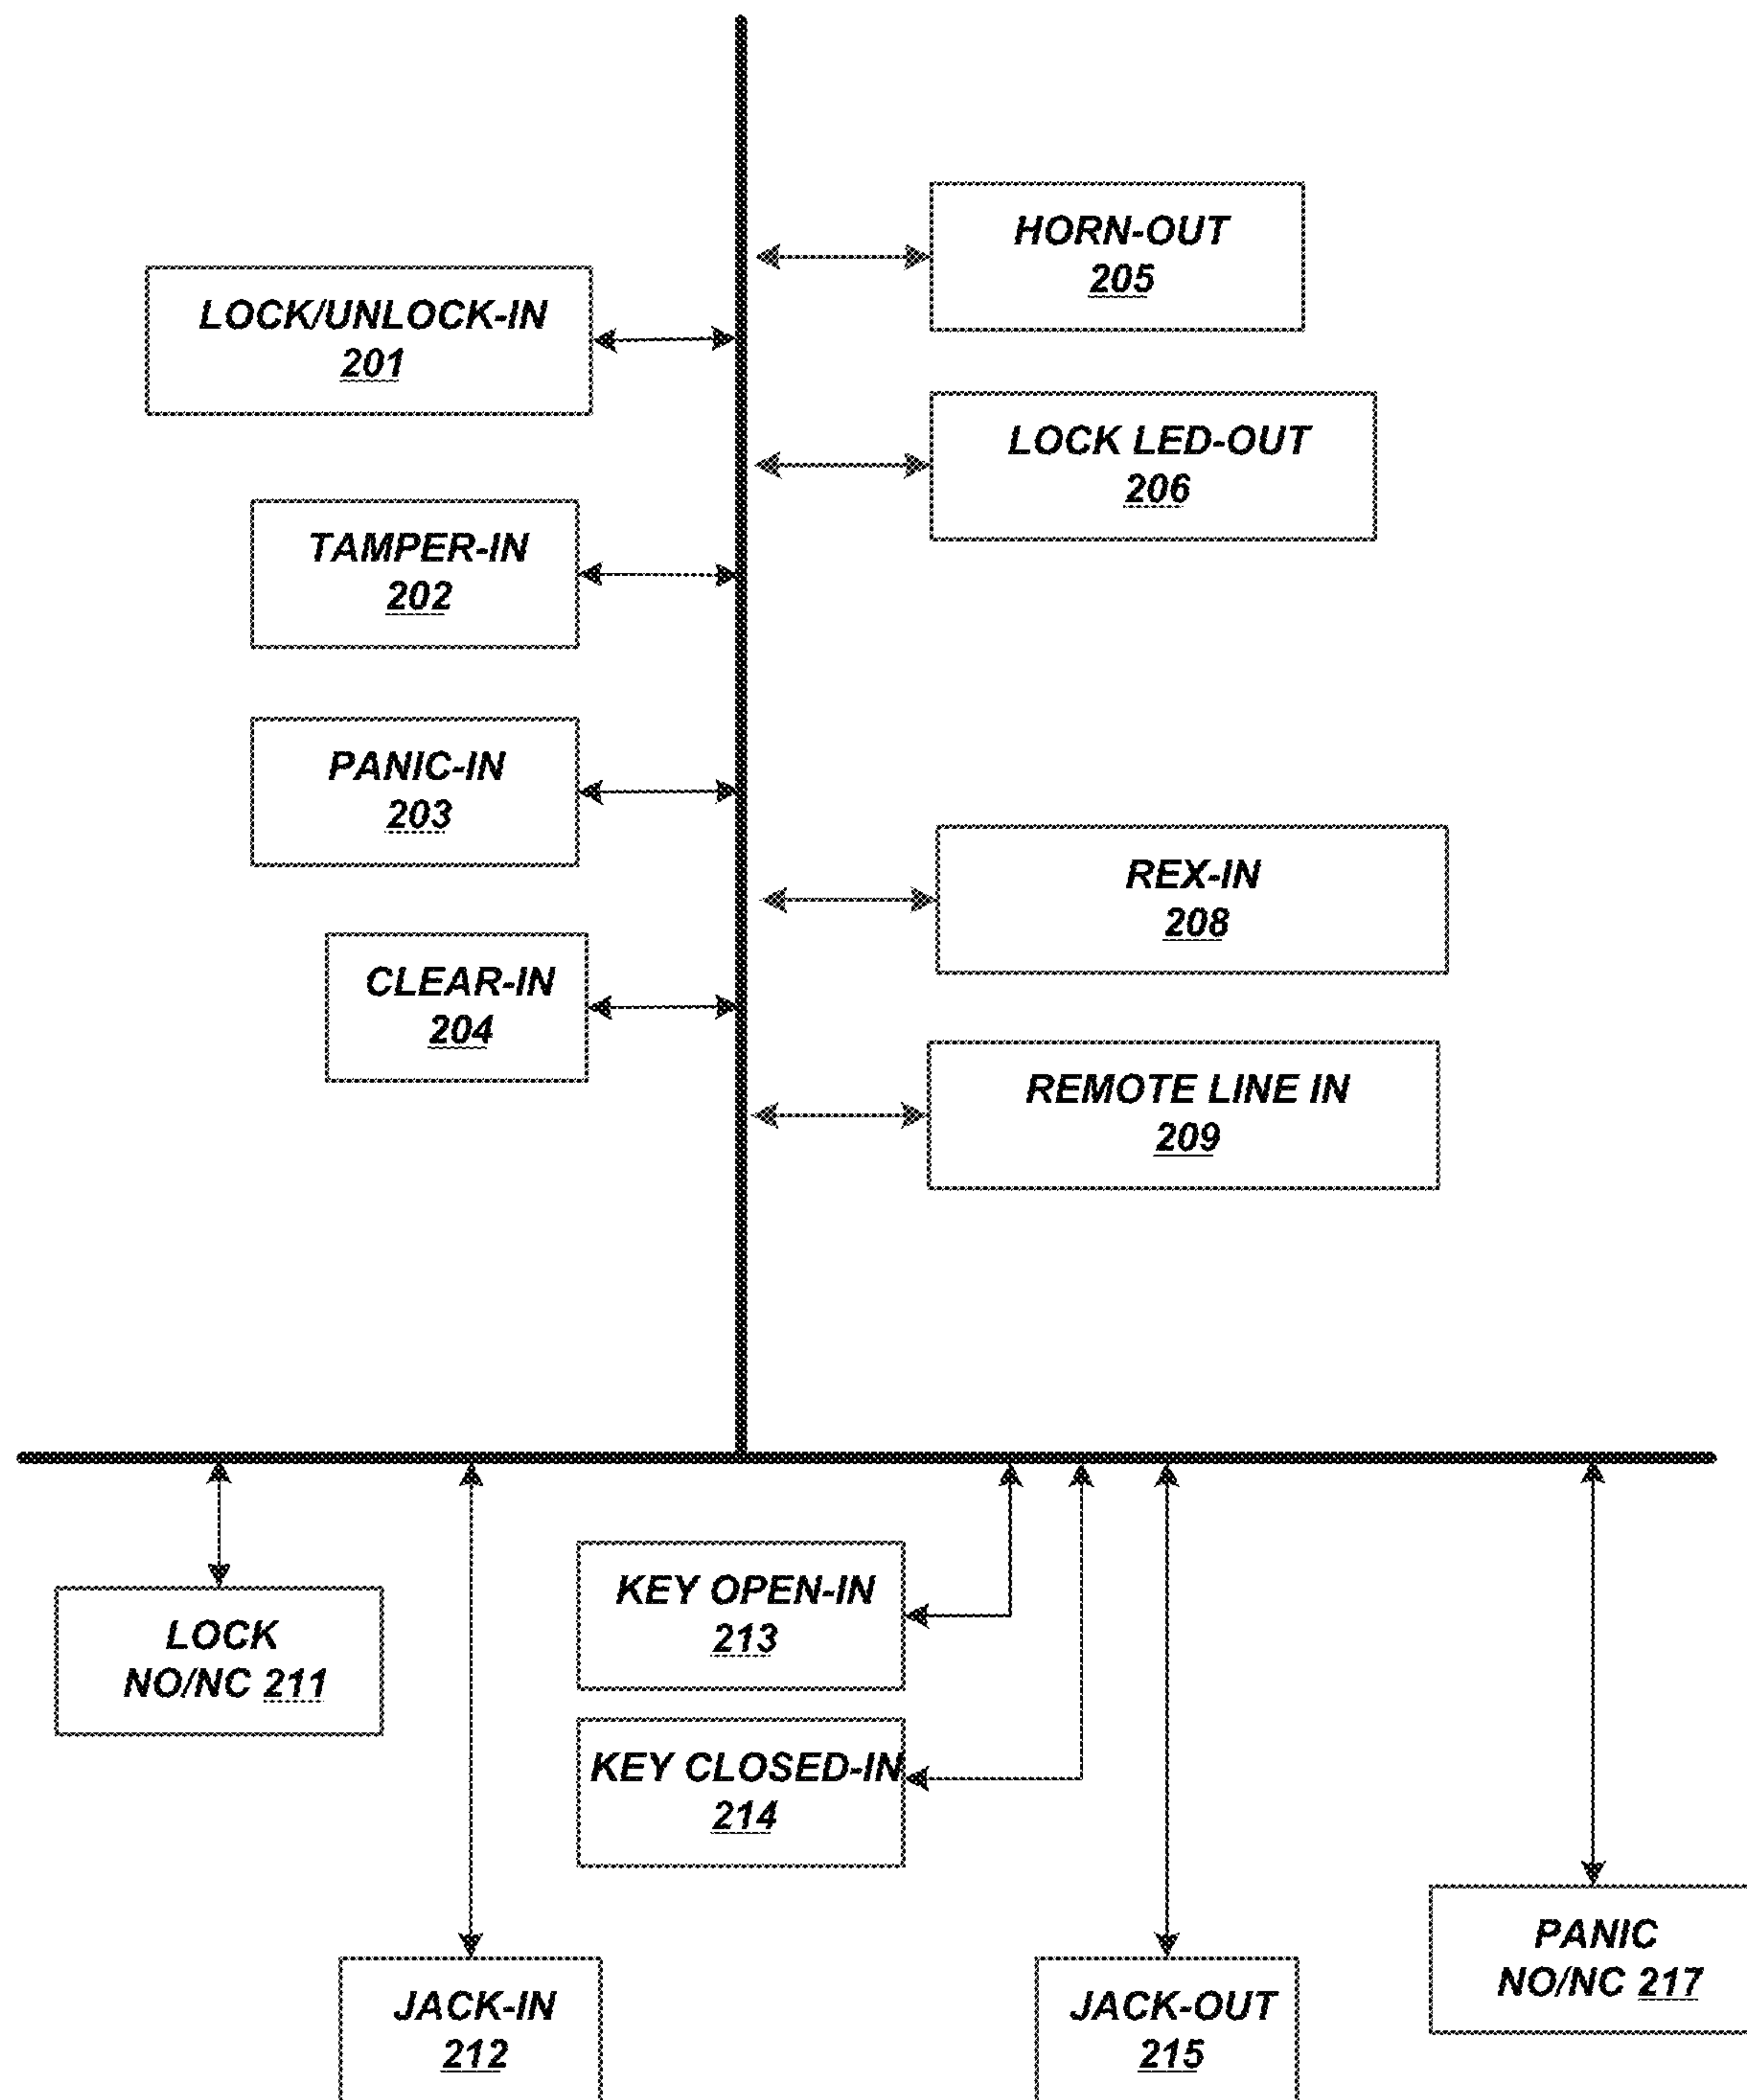 HORN-OUT
205
LOCK/UNLOCK-IN
201
LOCK LED-OUT
206
TAMPER-IN
202
PANIC-IN
203
REX-IN
208
CLEAR-IN
204
REMOTE LINE IN
209
KEY OPEN-IN
213
LOCK
NO/NC 211
KEY CLOSED-IN
214
PANIC
NO/NC 217
JACK-IN
212
JACK-OUT
215